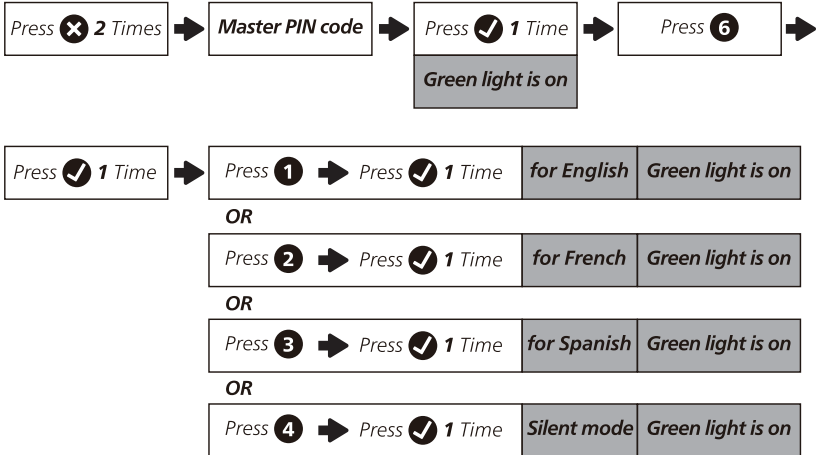 Press ✖ 2 Times Master PIN code Press ✔ 1 Time Press 6
Green light is on
Press ✔ 1 Time Press 1 Press ✔ 1 Time for English Green light is on
OR
Press 2 Press ✔ 1 Time for French Green light is on
OR
Press 3 Press ✔ 1 Time for Spanish Green light is on
OR
Press 4 Press ✔ 1 Time Silent mode Green light is on